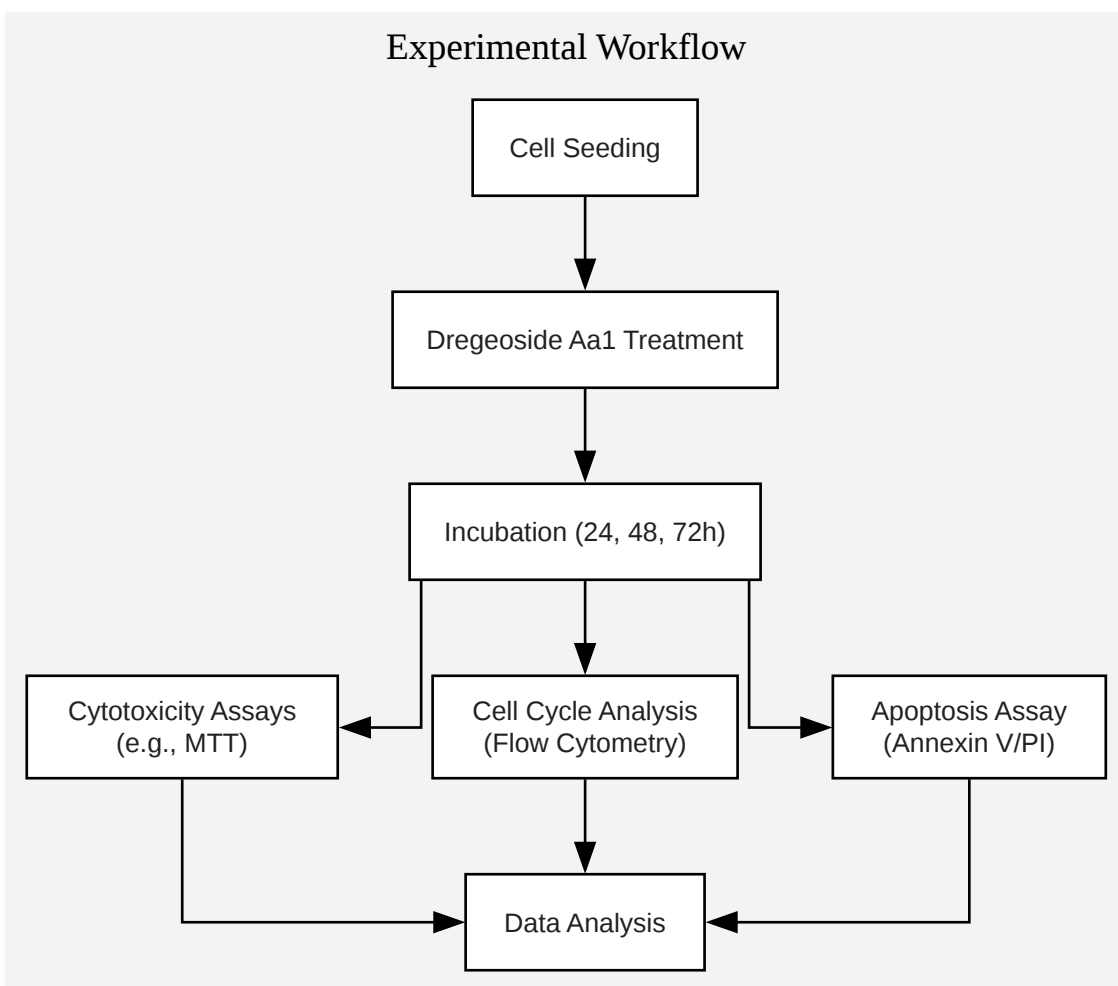 Experimental Workflow
Cell Seeding
Dregeoside Aa1 Treatment
Incubation (24, 48, 72h)
Cytotoxicity Assays
(e.g., MTT)
Cell Cycle Analysis
(Flow Cytometry)
Apoptosis Assay
(Annexin V/PI)
Data Analysis